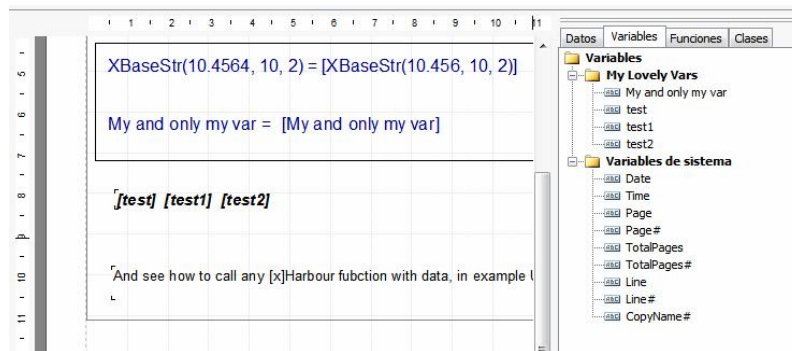 1 2 3 4 5 6 7 8 9 10 11
Datos Variables Funciones Clases
5
6
7
8
9
10
11
XBaseStr(10.4564, 10, 2) = [XBaseStr(10.456, 10, 2)]
My and only my var = [My and only my var]
[test] [test1] [test2]
And see how to call any [x]Harbour fubction with data, in example
Variables
My Lovely Vars
My and only my var
test
test1
test2
Variables de sistema
Date
Time
Page
Page#
TotalPages
TotalPages#
Line
Line#
CopyName#